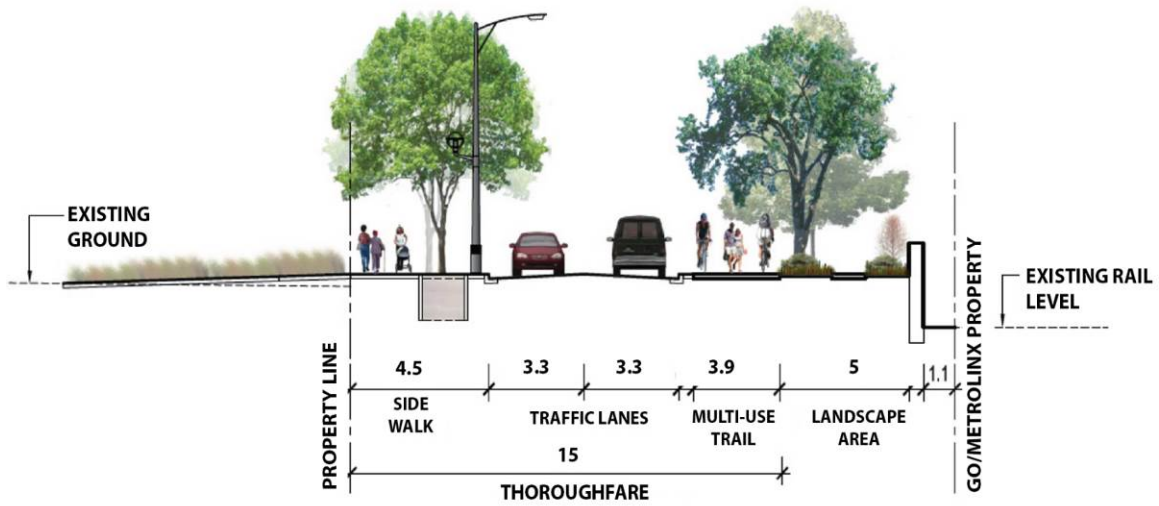 EXISTING
GROUND
EXISTING RAIL
LEVEL
PROPERTY LINE
GO/METROLINX PROPERTY
4.5
3.3
3.3
3.9
5
1.1
SIDE
WALK
TRAFFIC LANES
MULTI-USE
TRAIL
LANDSCAPE
AREA
15
THOROUGHFARE